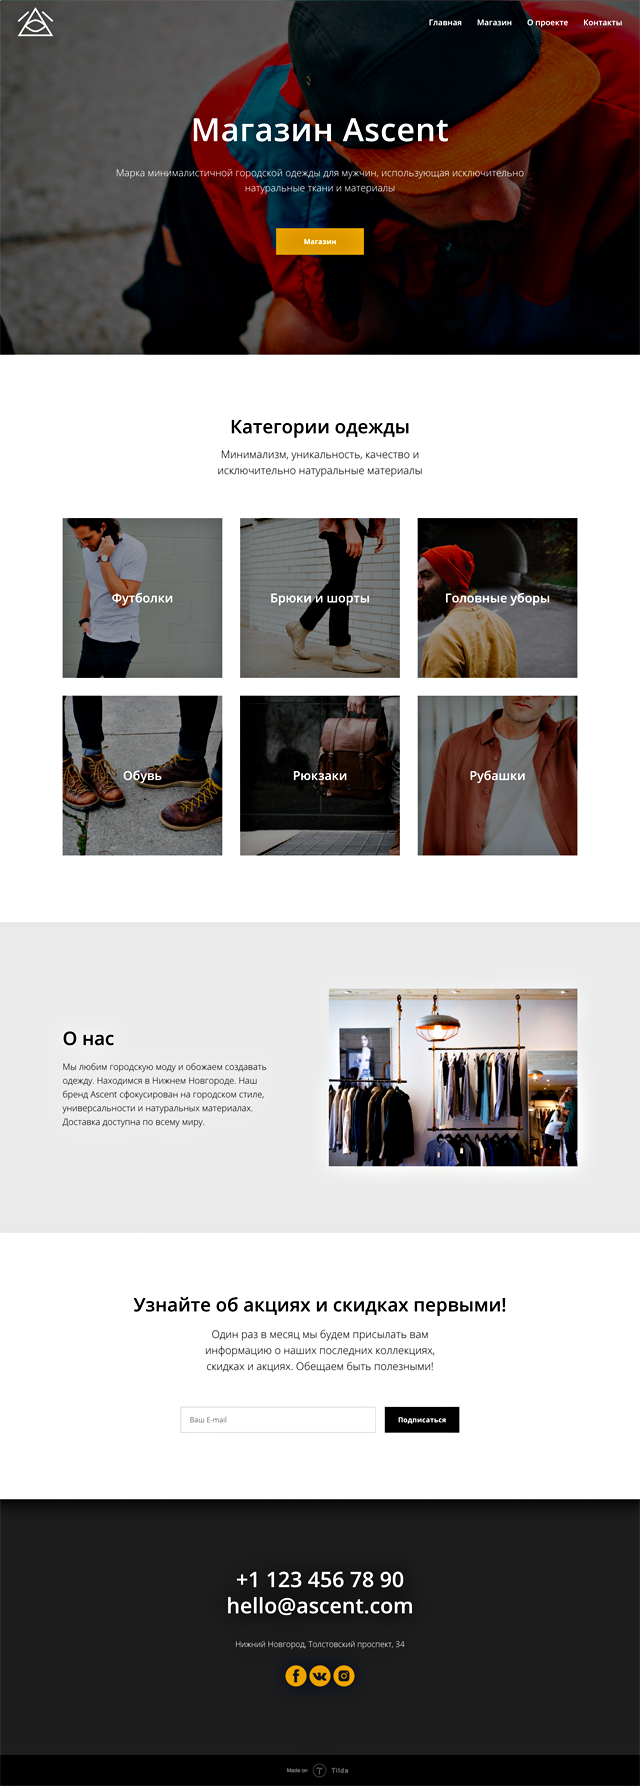 Главная Магазин О проекте Контакты
Магазин Ascent
Марка минималистичной городской одежды для мужчин, использующая исключительно
натуральные ткани и материалы
Магазин
Категории одежды
Минимализм, уникальность, качество и
исключительно натуральные материалы
Футболки
Брюки и шорты
Головные уборы
Обувь
Рюкзаки
Рубашки
О нас
Мы любим городскую моду и обожаем создавать
одежду. Находимся в Нижнем Новгороде. Наш
бренд Ascent сфокусирован на городском стиле,
универсальности и натуральных материалах.
Доставка доступна по всему миру.
Узнайте об акциях и скидках первыми!
Один раз в месяц мы будем присылать вам
информацию о наших последних коллекциях,
скидках и акциях. Обещаем быть полезными!
Ваш E-mail
Подписаться
+1 123 456 78 90
hello@ascent.com
Нижний Новгород, Толстовский проспект, 34
Made on Tilda